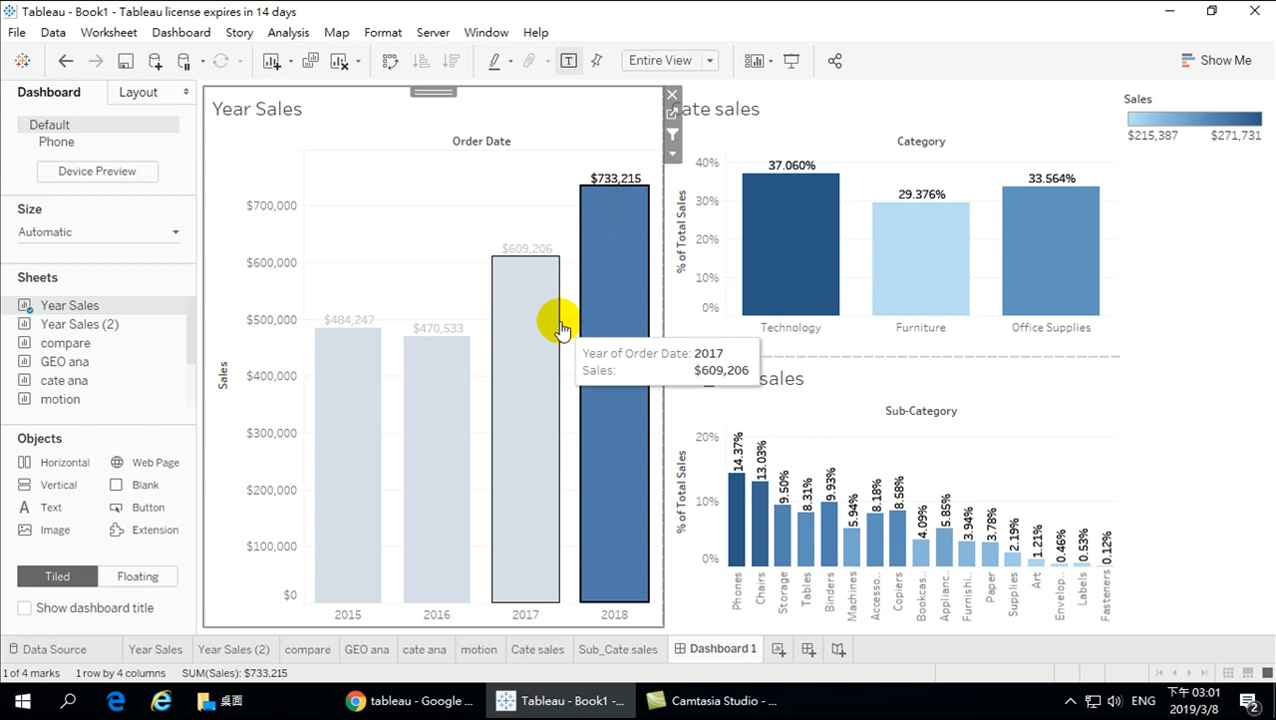 Tableau - Book1 - Tableau license expires in 14 days
File Data Worksheet Dashboard Story Analysis Map Format Server Window Help
Entire View
Show Me
Dashboard Layout
Default
Phone
Device Preview
Size
Automatic
Sheets
Year Sales
Year Sales (2)
compare
GEO ana
cate ana
motion
Objects
Horizontal Web Page
Vertical Blank
Text Button
Image Extension
Tiled Floating
Show dashboard title
Year Sales
Order Date
Sales
$700,000
$600,000
$500,000
$400,000
$300,000
$200,000
$100,000
$0
$484,247
$470,533
$609,206
$733,215
2015 2016 2017 2018
Year of Order Date: 2017
Sales: $609,206
Cate sales
Category
% of Total Sales
40%
30%
20%
10%
0%
37.060%
29.376%
33.564%
Technology Furniture Office Supplies
sales
Sub-Category
% of Total Sales
20%
10%
0%
14.37% 13.03% 9.50% 8.31% 9.93% 5.94% 8.18% 8.58% 4.09% 5.85% 3.94% 3.78% 2.19% 1.21% 0.46% 0.53% 0.12%
Phones Chairs Storage Tables Binders Machines Accesso.. Copiers Bookcas.. Applianc.. Furnishi.. Paper Supplies Art Envelop.. Labels Fasteners
Sales
$215,387 $271,731
Data Source Year Sales Year Sales (2) compare GEO ana cate ana motion Cate sales Sub_Cate sales Dashboard 1
1 of 4 marks 1 row by 4 columns SUM(Sales): $733,215
桌面
tableau - Google ...
Tableau - Book1 -...
Camtasia Studio - ...
ENG
下午 03:01
2019/3/8
2